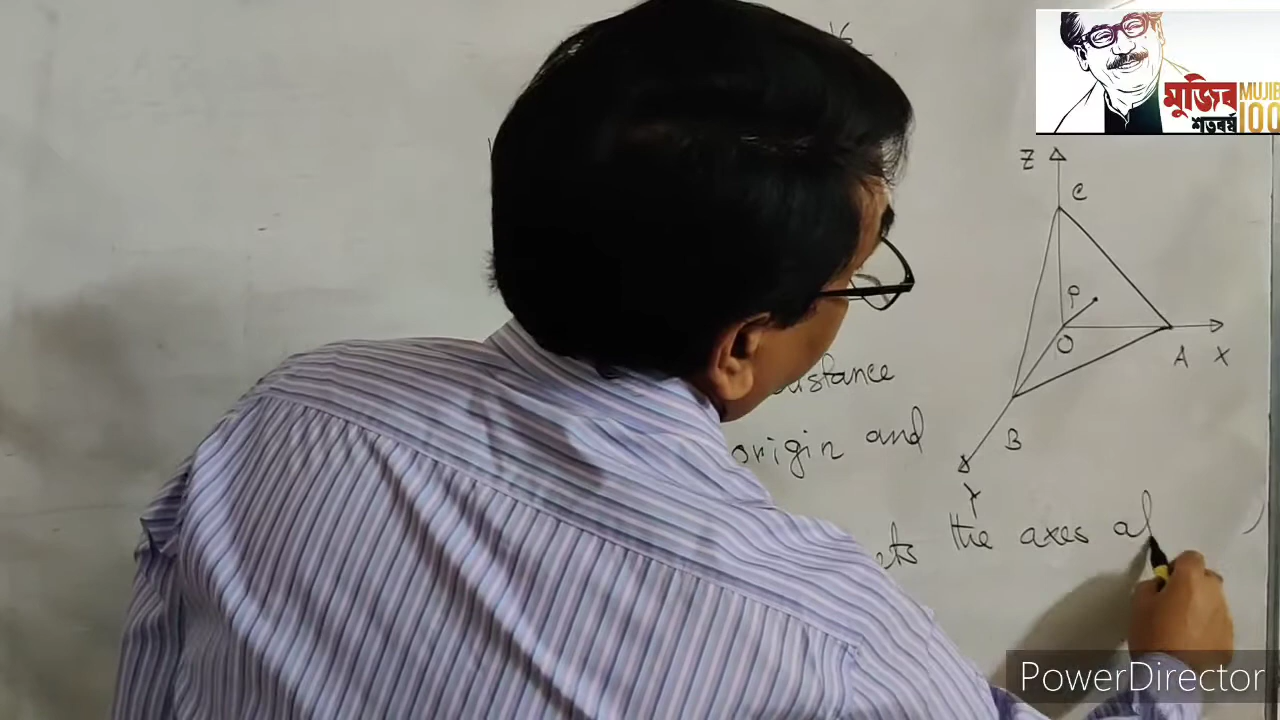 মুজিব MUJIB
শতবর্ষ 100
Z
C
P
O
A X
B
Y
distance
origin and
the axes at
PowerDirector